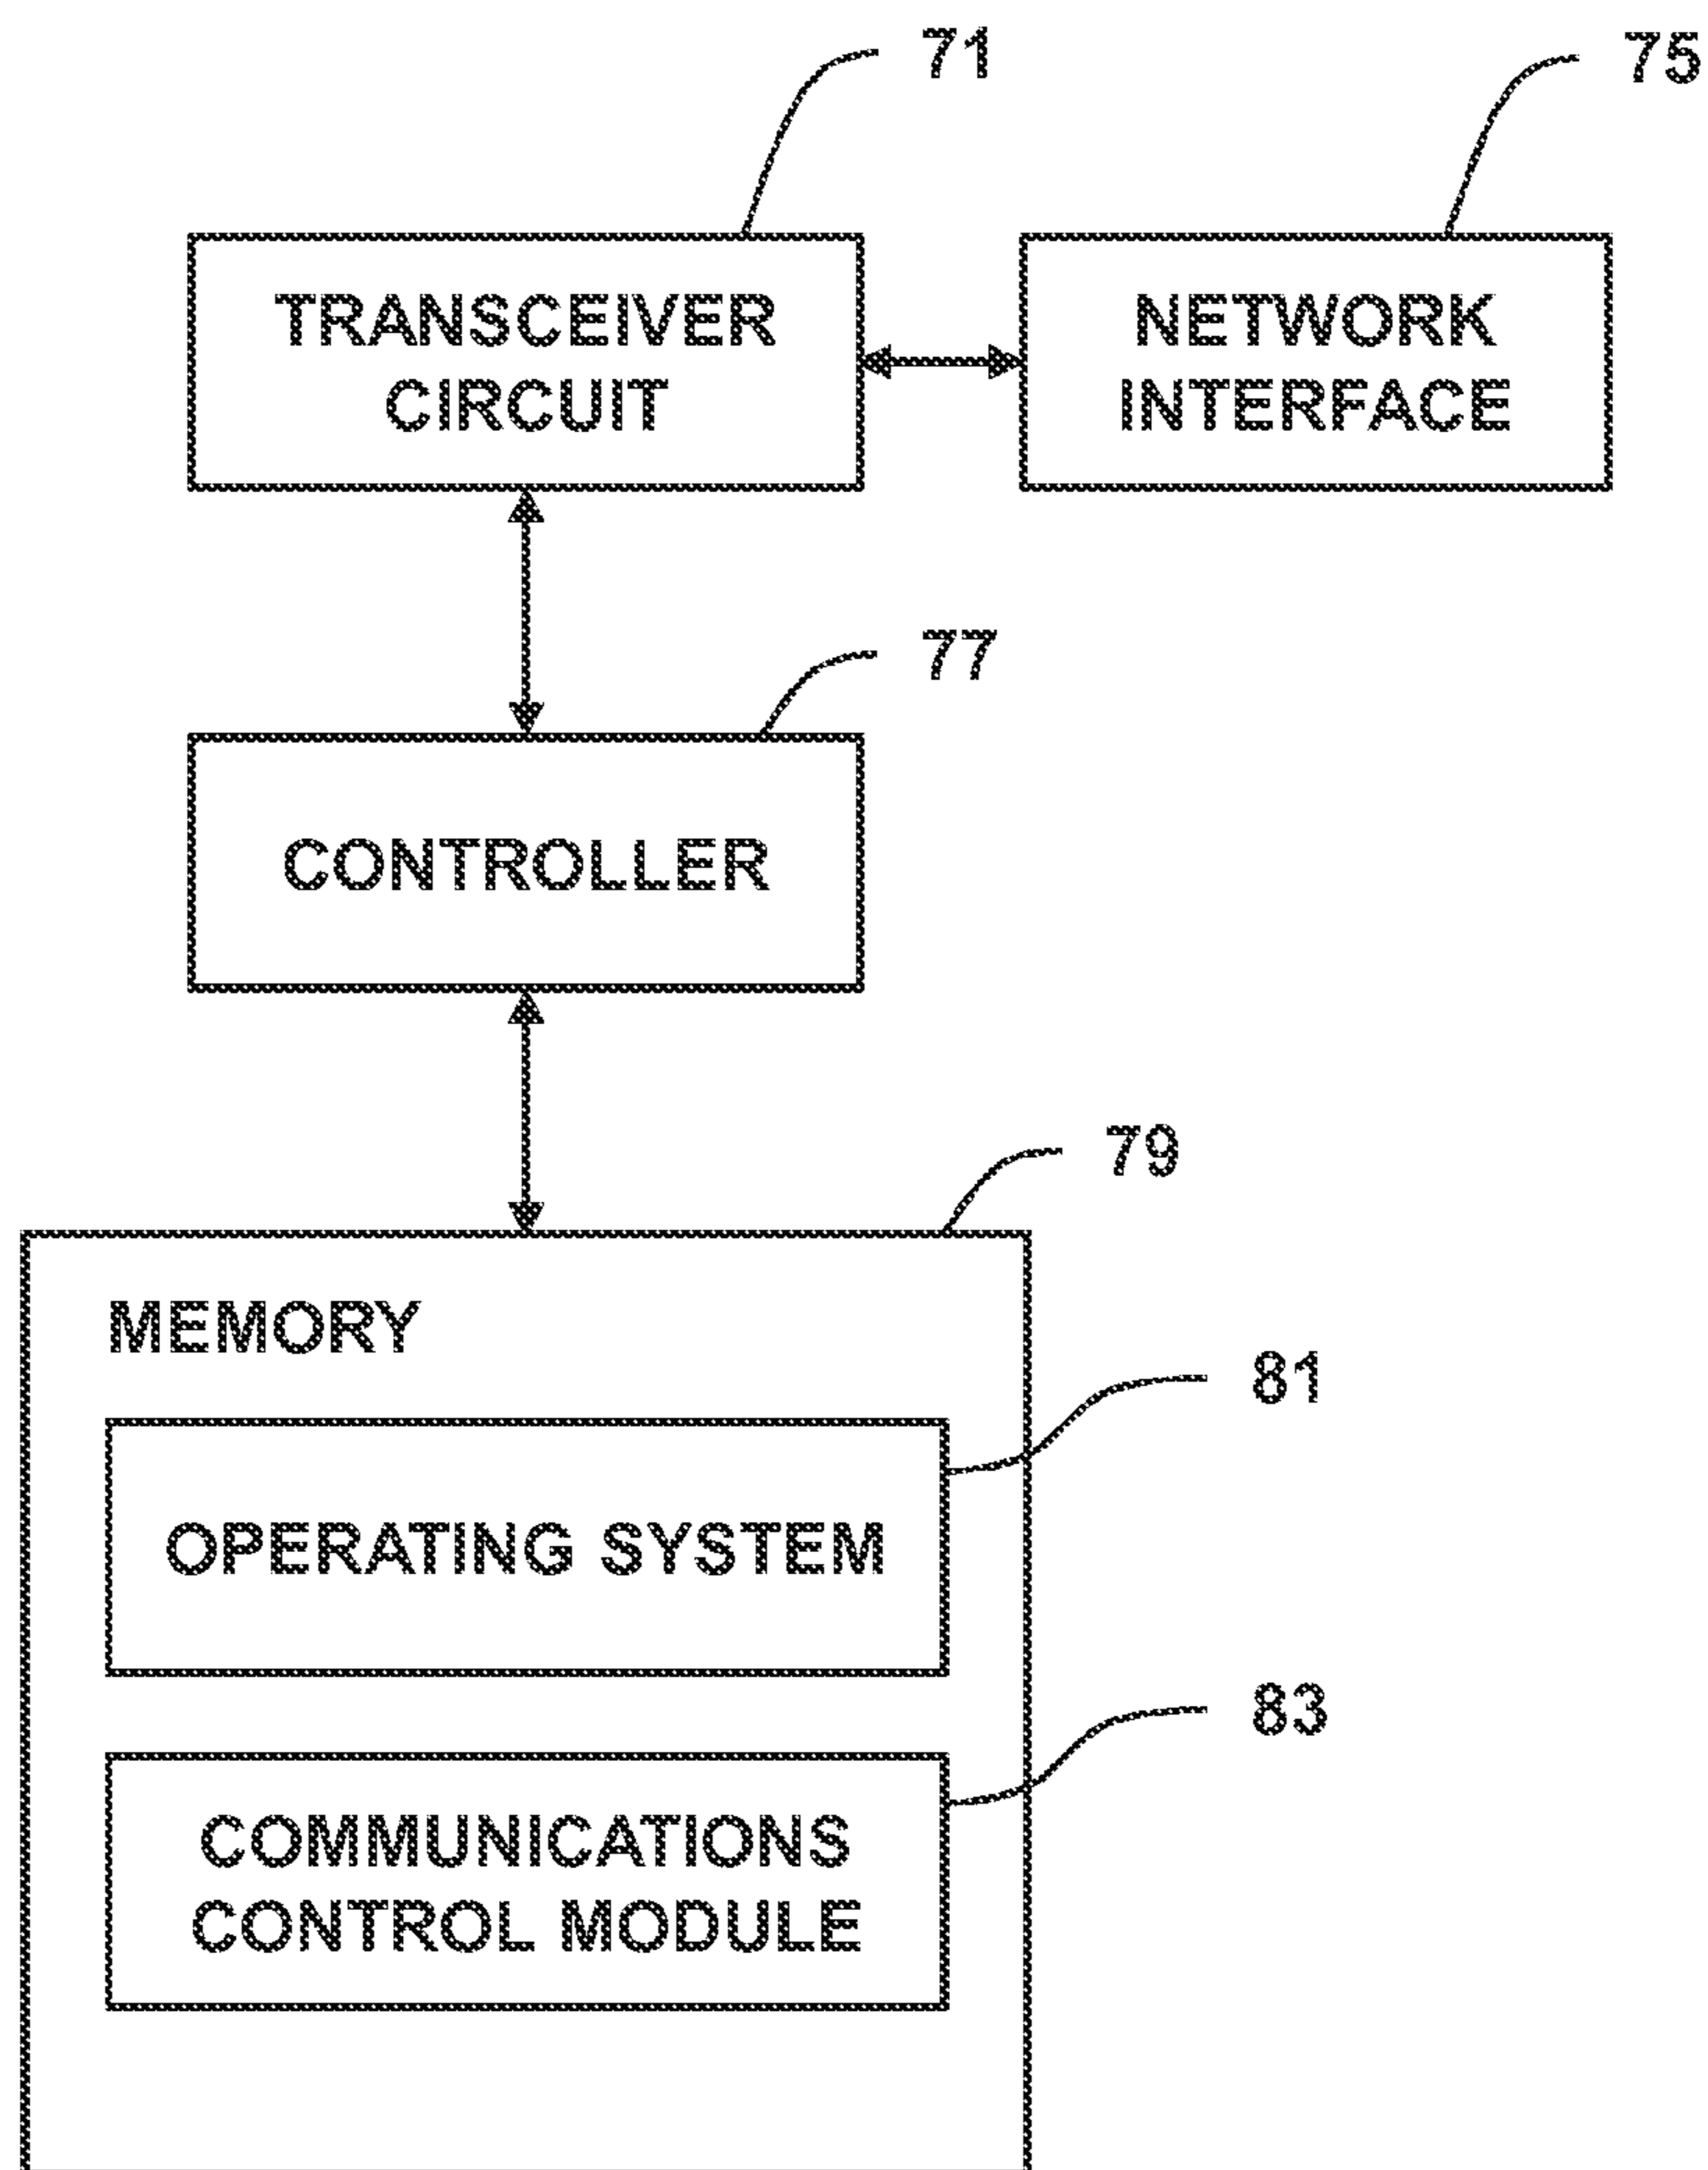 71
75
TRANSCEIVER
CIRCUIT
NETWORK
INTERFACE
77
CONTROLLER
79
MEMORY
81
OPERATING SYSTEM
83
COMMUNICATIONS
CONTROL MODULE